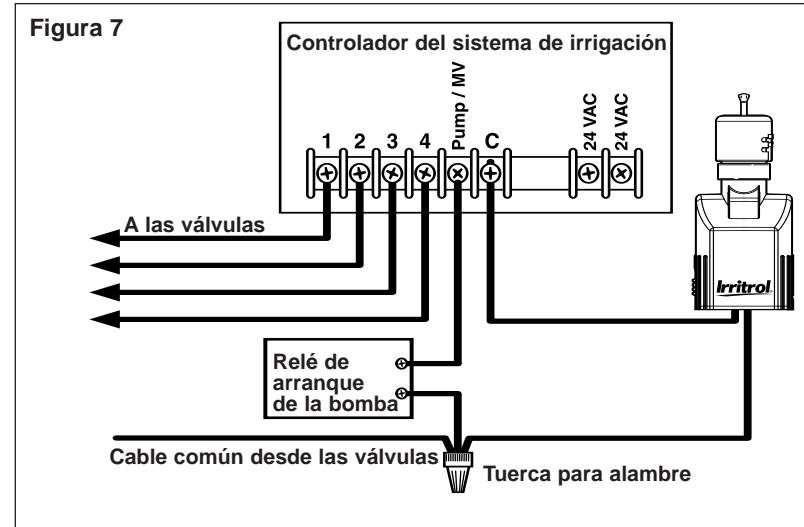 Figura 7
Controlador del sistema de irrigación
1 2 3 4 Pump / MV C 24 VAC 24 VAC
A las válvulas
Irritrol
Relé de
arranque
de la bomba
Cable común desde las válvulas
Tuerca para alambre